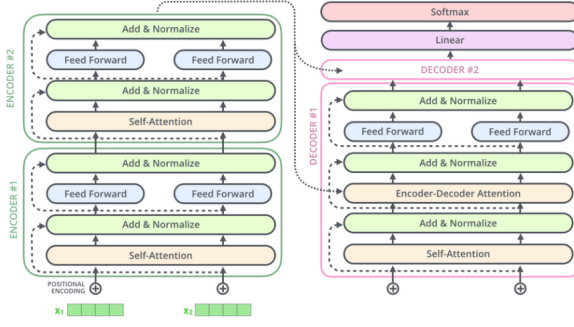 ENCODER #2
Add & Normalize
Feed Forward
Feed Forward
Add & Normalize
Self-Attention
ENCODER #1
Add & Normalize
Feed Forward
Feed Forward
Add & Normalize
Self-Attention
POSITIONAL
ENCODING
x₁
x₂
Softmax
Linear
DECODER #2
DECODER #1
Add & Normalize
Feed Forward
Feed Forward
Add & Normalize
Encoder-Decoder Attention
Add & Normalize
Self-Attention